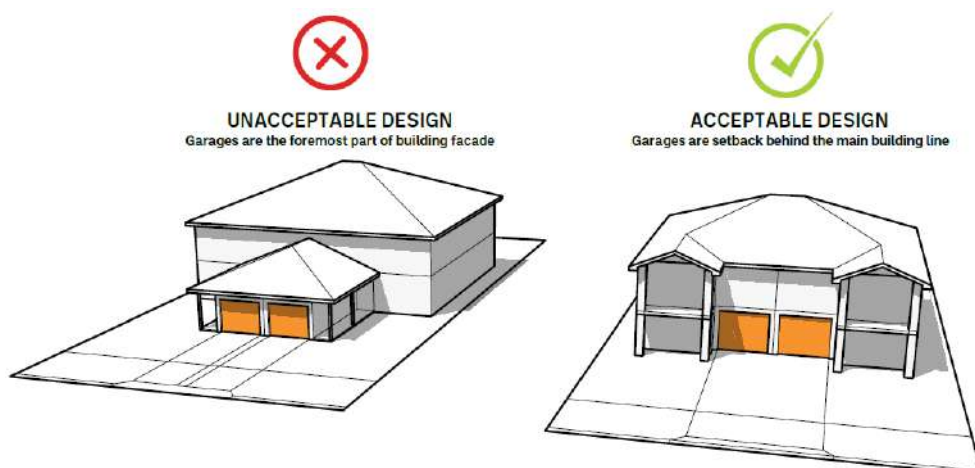 UNACCEPTABLE DESIGN
Garages are the foremost part of building facade
ACCEPTABLE DESIGN
Garages are setback behind the main building line